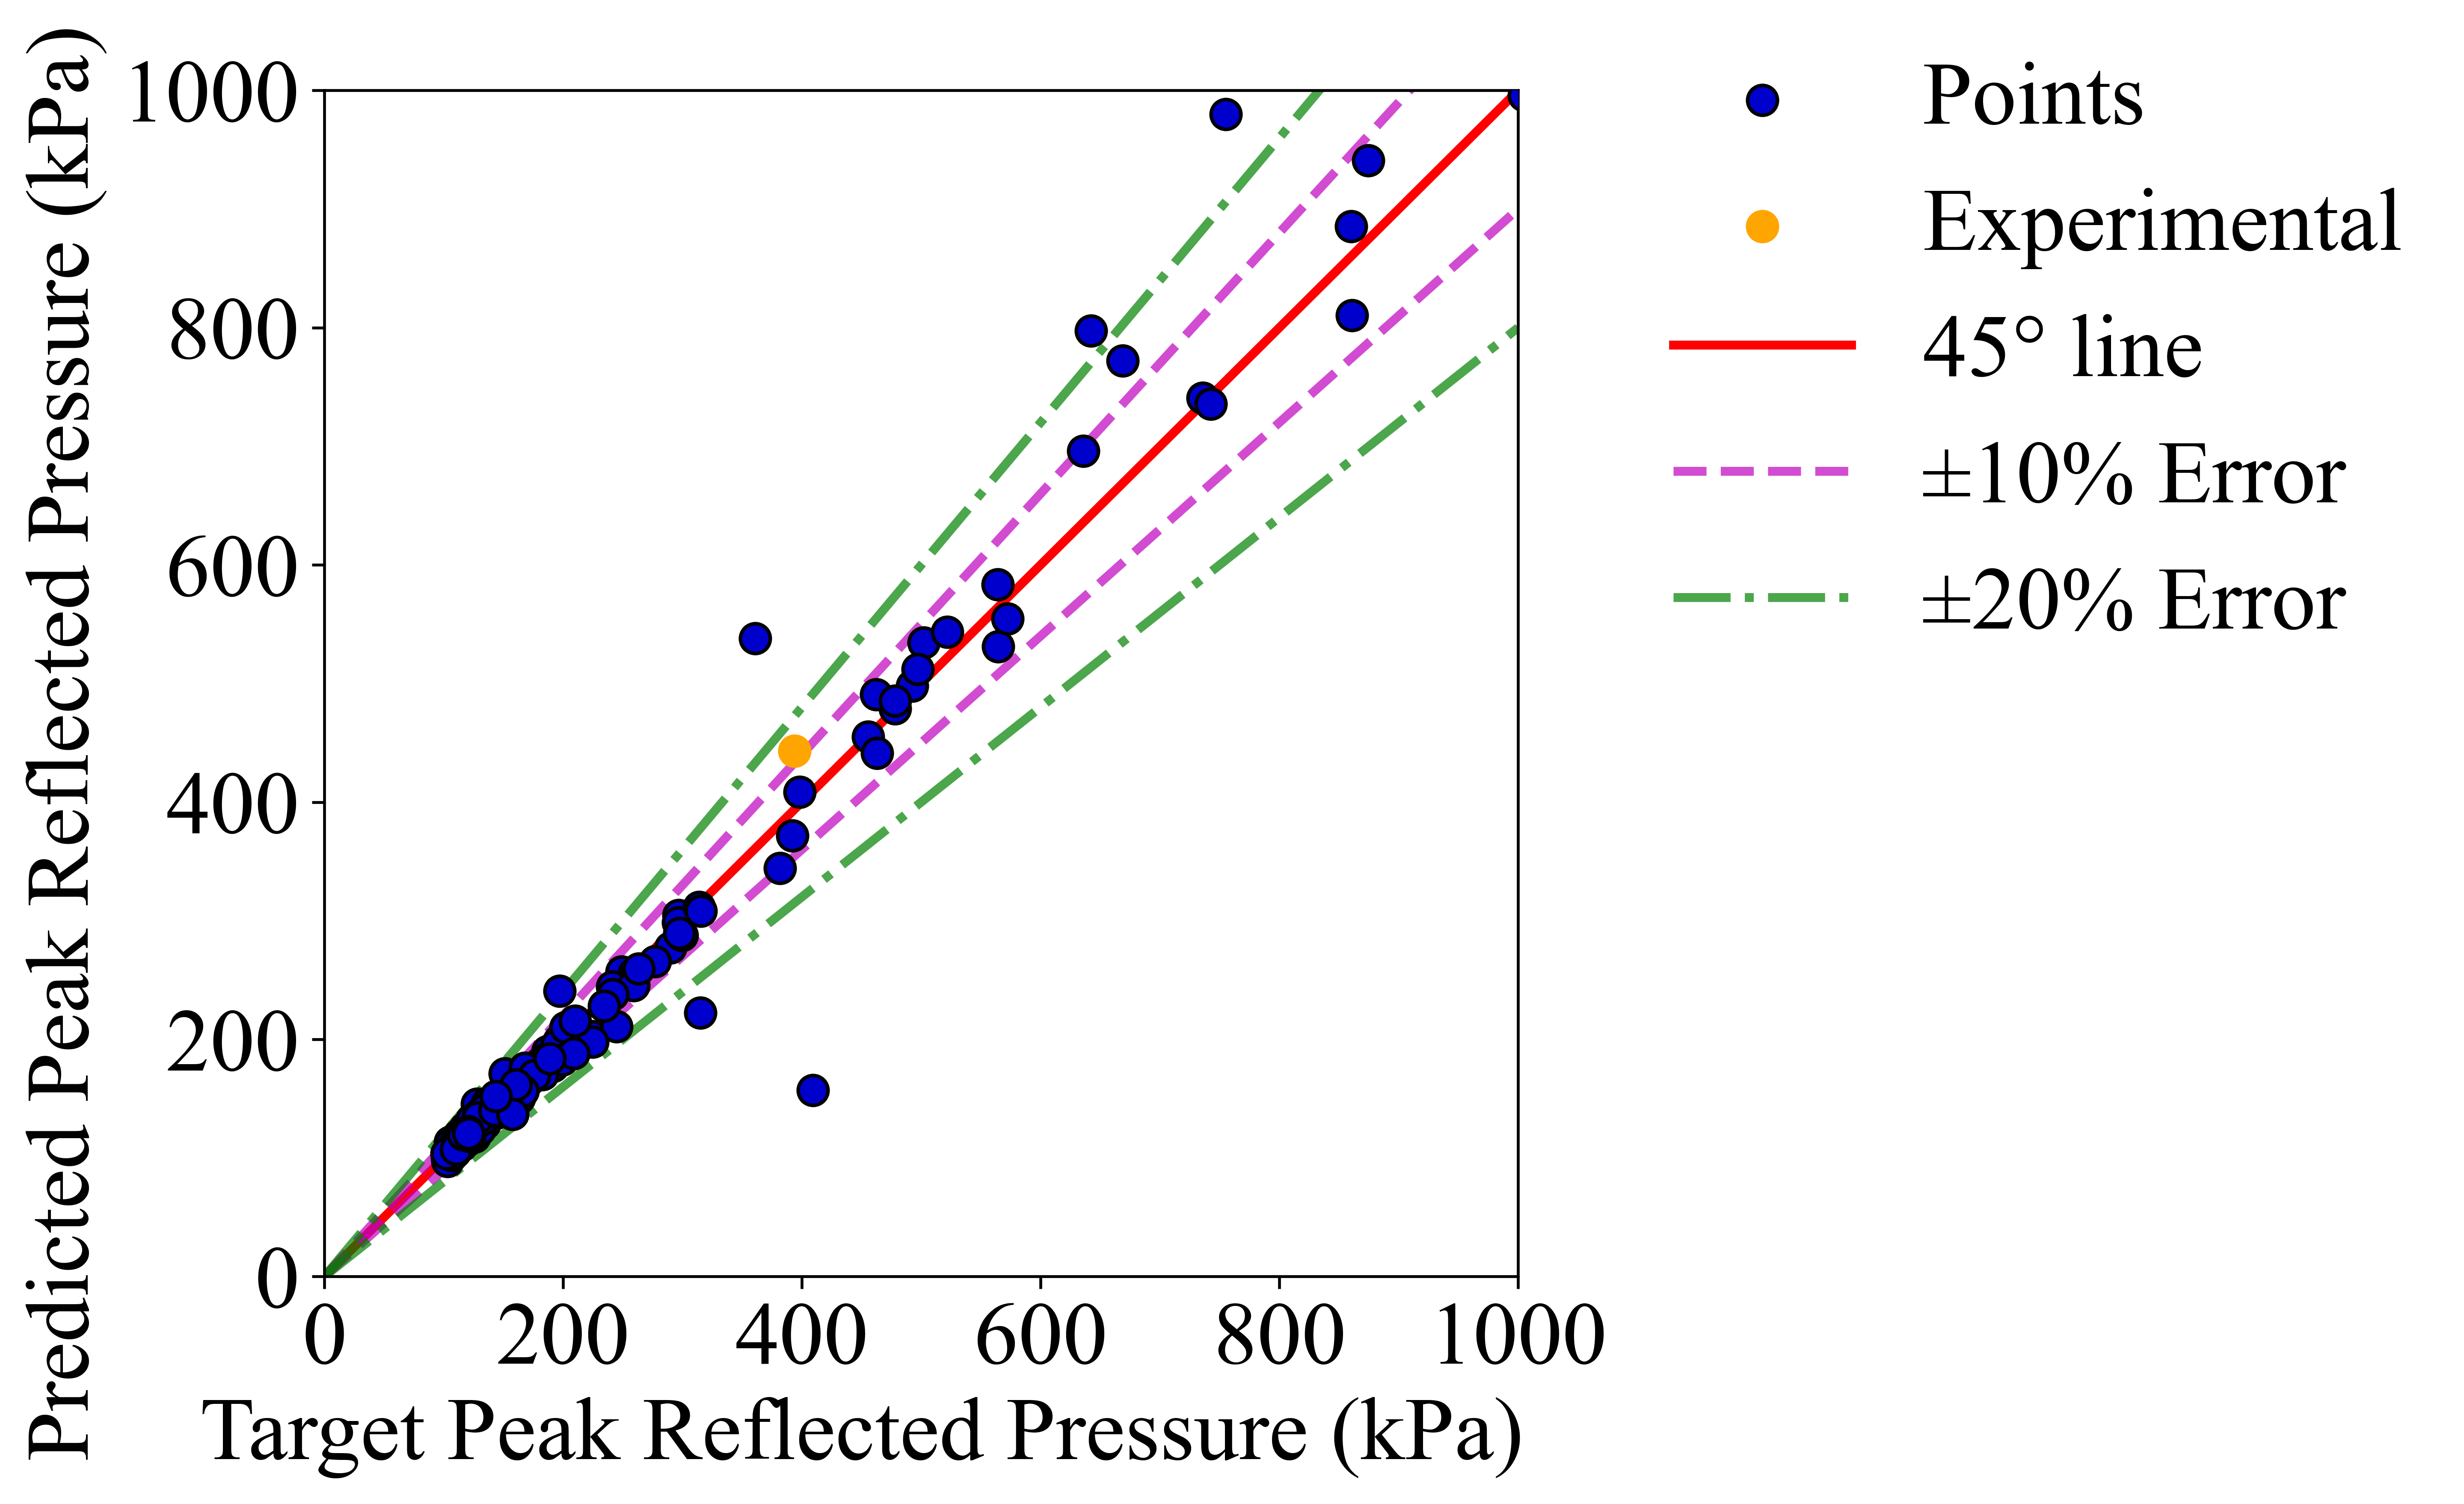 Predicted Peak Reflected Pressure (kPa)
1000
800
600
400
200
0
0 200 400 600 800 1000
Target Peak Reflected Pressure (kPa)
Points
Experimental
45° line
±10% Error
±20% Error